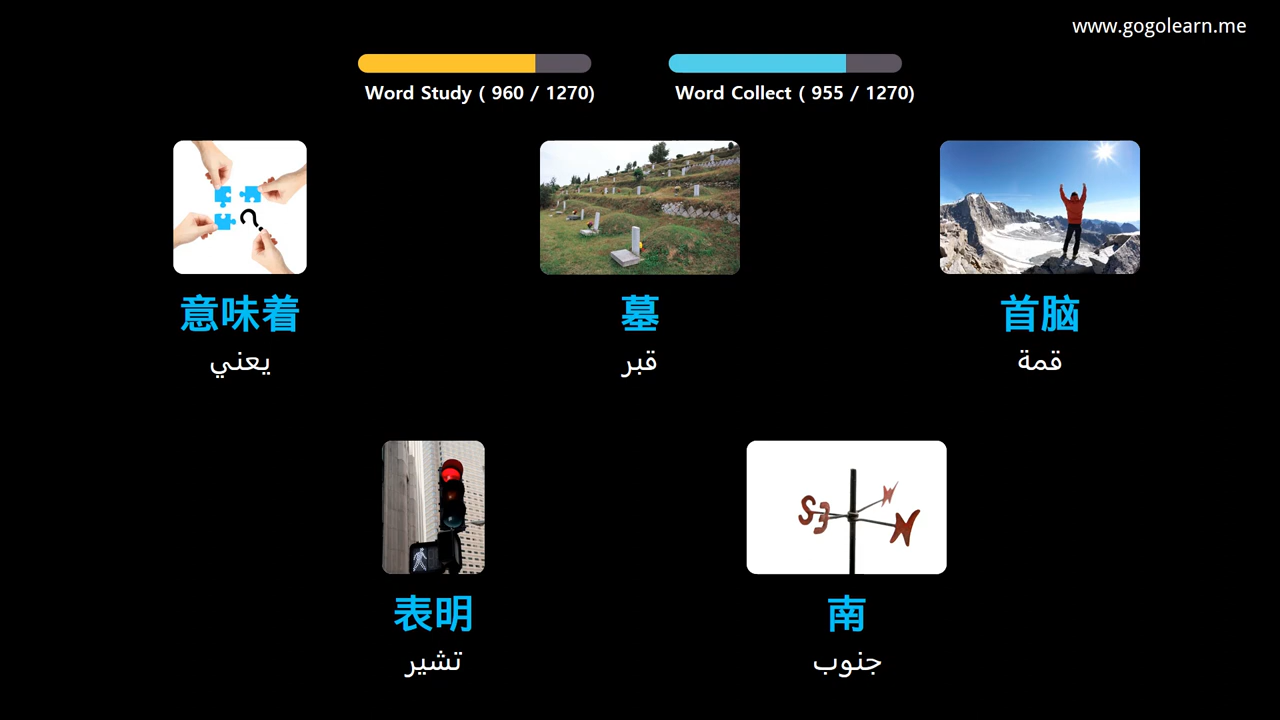 www.gogolearn.me
Word Study ( 960 / 1270)
Word Collect ( 955 / 1270)
?
意味着
يعني
墓
قبر
首脑
قمة
S E N W
表明
تشير
南
جنوب